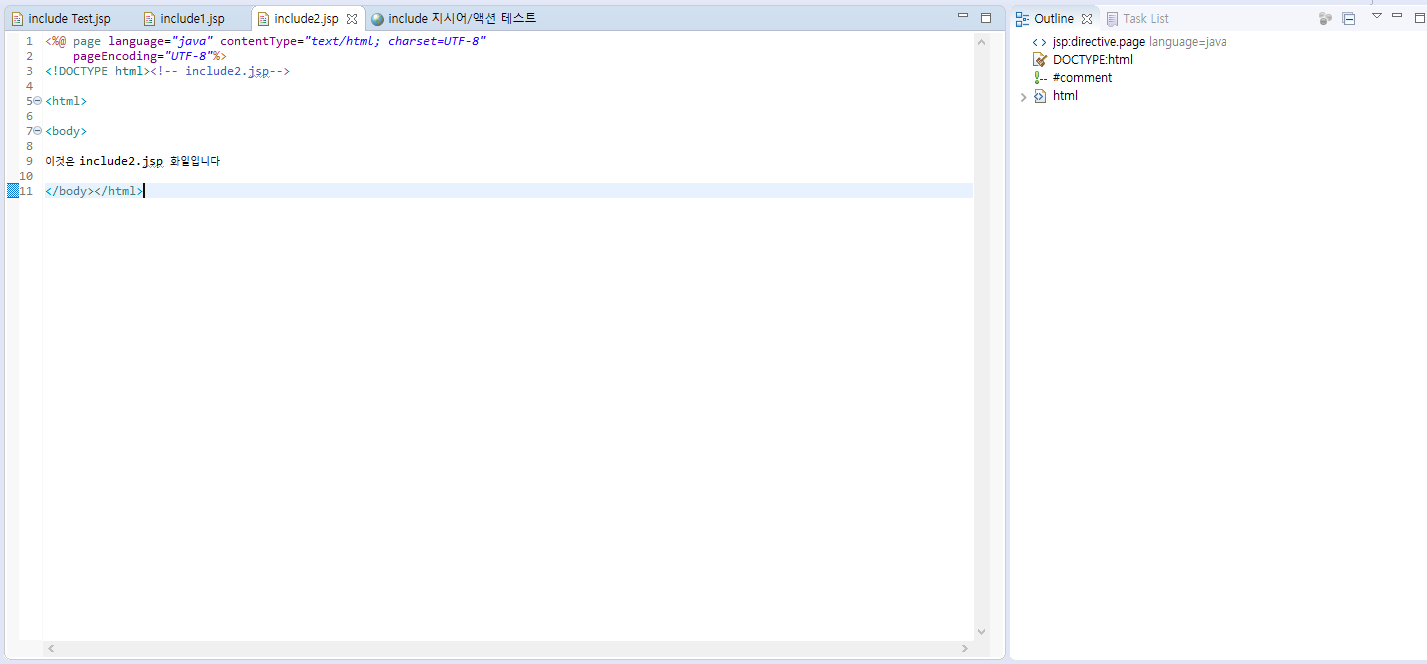 include Test.jsp include1.jsp include2.jsp include 지시어/액션 테스트
1 <%@ page language="java" contentType="text/html; charset=UTF-8"
2 pageEncoding="UTF-8"%>
3 <!DOCTYPE html><!-- include2.jsp-->
4
5 <html>
6
7 <body>
8
9 이것은 include2.jsp 화일입니다
10
11 </body></html>
Outline Task List
jsp:directive.page language=java
DOCTYPE:html
#comment
html